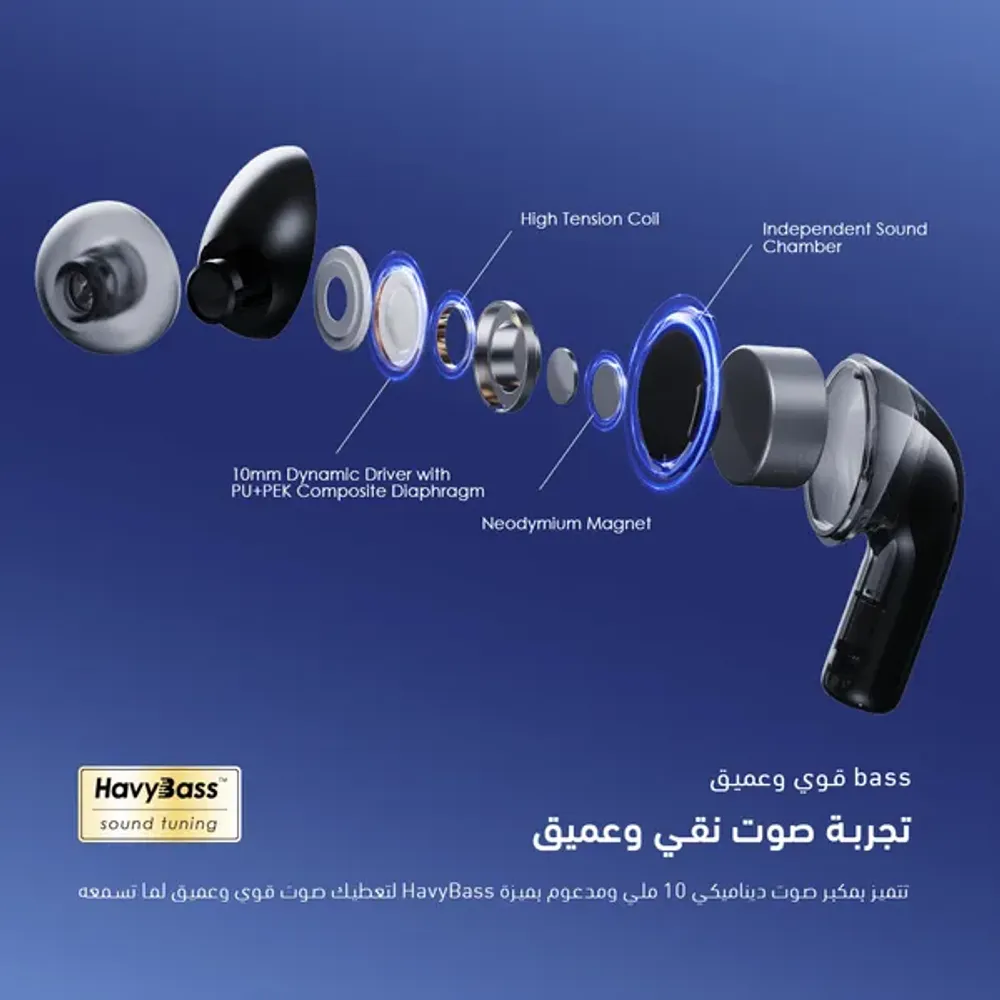 High Tension Coil
Independent Sound
Chamber
10mm Dynamic Driver with
PU+PEK Composite Diaphragm
Neodymium Magnet
HavyBass™
sound tuning
bass قوي وعميق
تجربة صوت نقي وعميق
تتميز بمكبر صوت ديناميكي 10 ملي ومدعوم بميزة HavyBass لتعطيك صوت قوي وعميق لما تسمعه